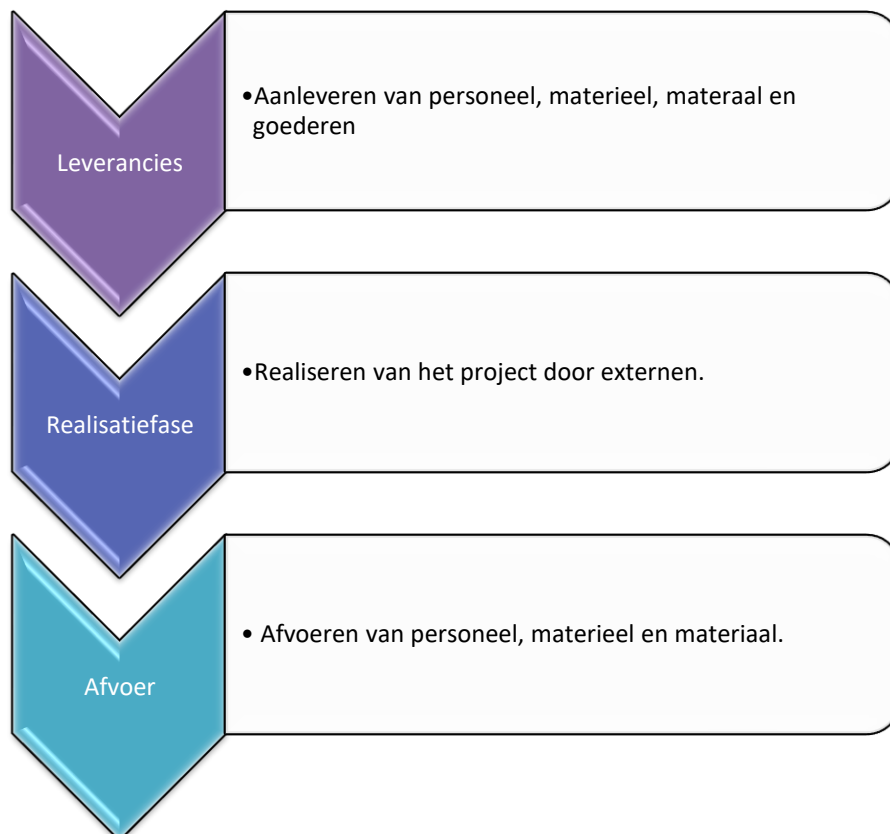 Leverancies
•Aanleveren van personeel, materieel, materaal en
goederen
Realisatiefase
•Realiseren van het project door externen.
Afvoer
• Afvoeren van personeel, materieel en materiaal.